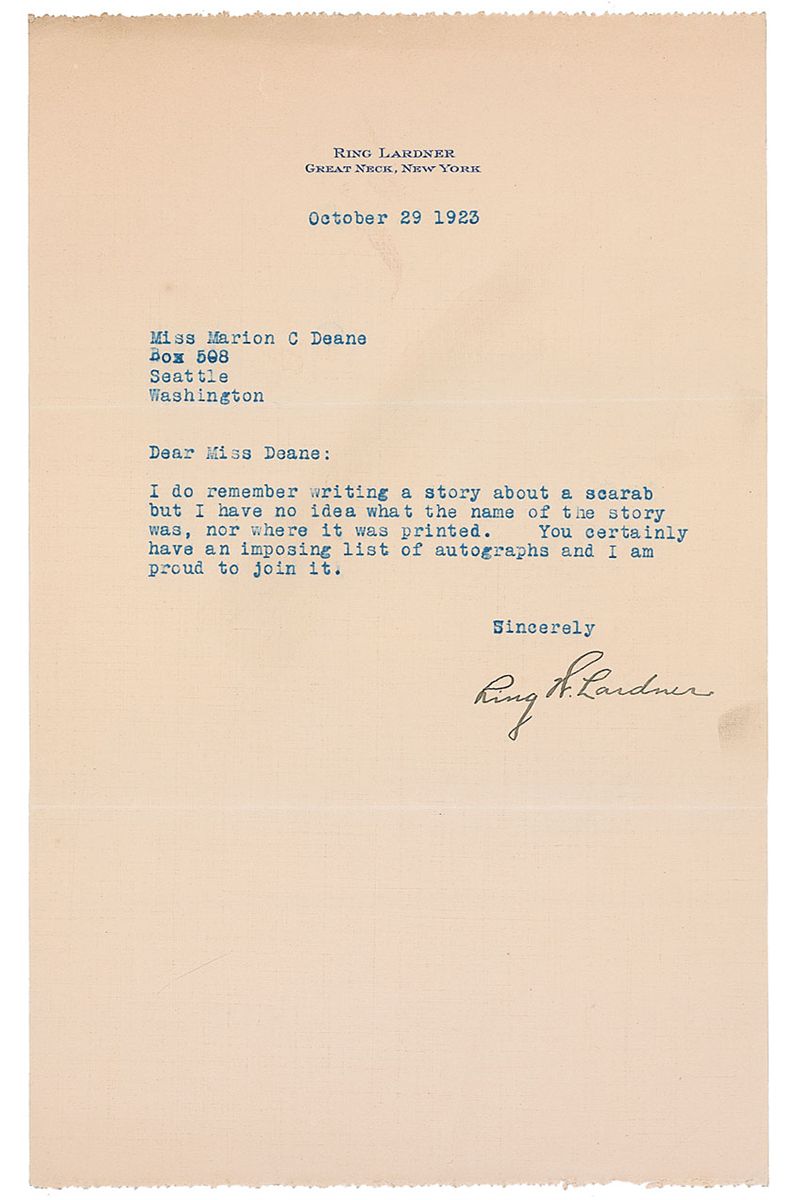 RING LARDNER
GREAT NECK, NEW YORK
October 29 1923
Miss Marion C Deane
Box 508
Seattle
Washington
Dear Miss Deane:
I do remember writing a story about a scarab
but I have no idea what the name of the story
was, nor where it was printed. You certainly
have an imposing list of autographs and I am
proud to join it.
Sincerely
Ring W. Lardner